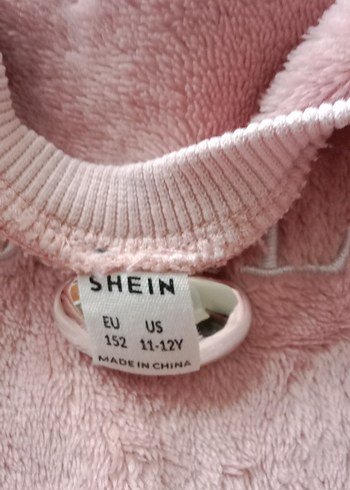 SHEIN
EU US
152 11-12Y
MADE IN CHINA